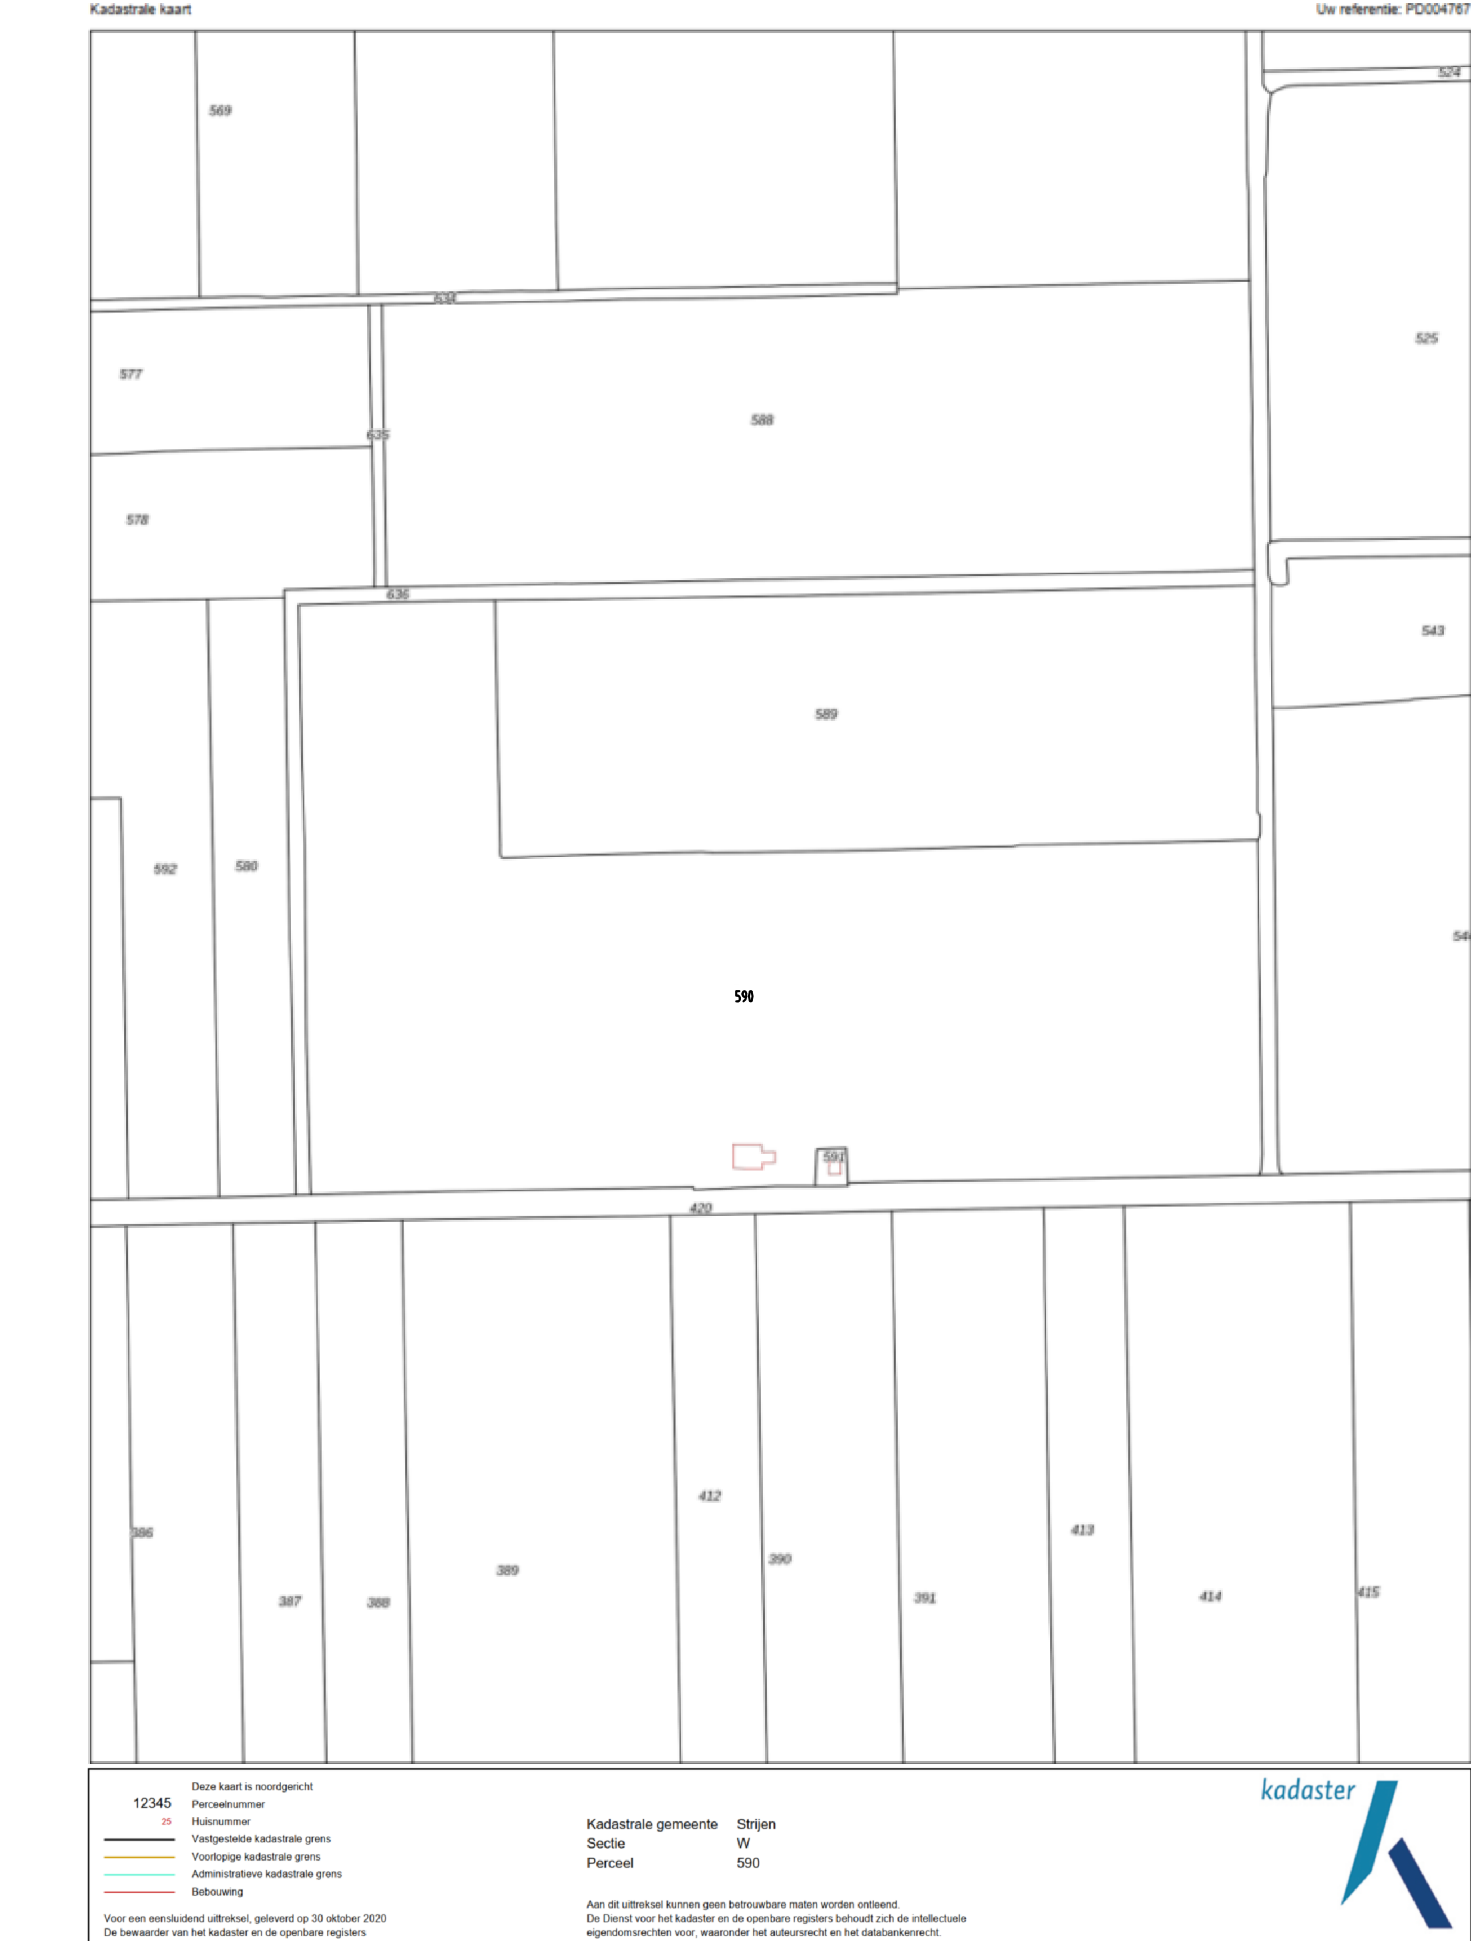 Kadastrale kaart
Uw referentie: PD004767
524
569
634
525
577
588
635
578
636
543
589
592
580
590
591
420
412
386
413
390
389
414
415
391
387
388
Deze kaart is noordgericht
12345 Perceelnummer
25 Huisnummer
Vastgestelde kadastrale grens
Voorlopige kadastrale grens
Administratieve kadastrale grens
Bebouwing
Voor een eensluidend uittreksel, geleverd op 30 oktober 2020
De bewaarder van het kadaster en de openbare registers
Kadastrale gemeente Strijen
Sectie W
Perceel 590
Aan dit uittreksel kunnen geen betrouwbare maten worden ontleend.
De Dienst voor het kadaster en de openbare registers behoudt zich de intellectuele
eigendomsrechten voor, waaronder het auteursrecht en het databankenrecht.
kadaster